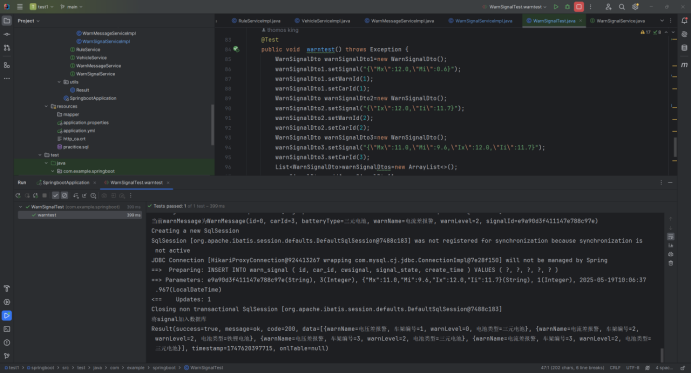 test1
main
WarnSignalTest.warntest
Project
RuleServiceImpl.java
VehicleServiceImpl.java
WarnMessageServiceImpl.java
WarnSignalServiceImpl.java
WarnSignalTest.java
WarnSignalService.java
WarnMessageServiceImpl
WarnSignalServiceImpl
RuleService
VehicleService
WarnMessageService
WarnSignalService
utils
Result
SpringbootApplication
resources
mapper
application.properties
application.yml
http_ca.crt
practice.sql
test
java
com.example.springboot
@Test
public void warntest() throws Exception {
WarnSignalDto warnSignalDto1=new WarnSignalDto();
warnSignalDto1.setSignal("{\"Mx\":12.0,\"Mi\":0.6}");
warnSignalDto1.setWarnId(1);
warnSignalDto1.setCarId(1);
WarnSignalDto warnSignalDto2=new WarnSignalDto();
warnSignalDto2.setSignal("{\"Ix\":12.0,\"Ii\":11.7}");
warnSignalDto2.setWarnId(2);
warnSignalDto2.setCarId(2);
WarnSignalDto warnSignalDto3=new WarnSignalDto();
warnSignalDto3.setSignal("{\"Mx\":11.0,\"Mi\":9.6,\"Ix\":12.0,\"Ii\":11.7}");
warnSignalDto3.setCarId(3);
List<WarnSignalDto>warnSignalDtos=new ArrayList<>();
Run
SpringbootApplication
WarnSignalTest.warntest
WarnSignalTest
warntest
Tests passed: 1
当前warnMessage为WarnMessage(id=0, carId=3, batteryType=三元电池, warnName=电流差报警, warnLevel=2, signalId=e9a90d3f411147e788c97e)
Creating a new SqlSession
SqlSession [org.apache.ibatis.session.defaults.DefaultSqlSession@7488c183] was not registered for synchronization because synchronization is
not active
JDBC Connection [HikariProxyConnection@924413267 wrapping com.mysql.cj.jdbc.ConnectionImpl@7e28f150] will not be managed by Spring
==>  Preparing: INSERT INTO warn_signal ( id, car_id, cwsignal, signal_state, create_time ) VALUES ( ?, ?, ?, ?, ? )
==> Parameters: e9a90d3f411147e788c97e(String), 3(Integer), {"Mx":11.0,"Mi":9.6,"Ix":12.0,"Ii":11.7}(String), 1(Integer), 2025-05-19T10:06:37
.967(LocalDateTime)
<==    Updates: 1
Closing non transactional SqlSession [org.apache.ibatis.session.defaults.DefaultSqlSession@7488c183]
将signal加入数据库
Result(success=true, message=ok, code=200, data=[{warnName=电压差报警, 车架编号=1, warnLevel=0, 电池类型=三元电池}, {warnName=电流差报警, 车架编号=2,
warnLevel=2, 电池类型=铁锂电池}, {warnName=电压差报警, 车架编号=3, warnLevel=2, 电池类型=三元电池}, {warnName=电流差报警, 车架编号=3, warnLevel=2, 电池类型=
三元电池}], timestamp=1747620397715, onlTable=null)
test1 > springboot > src > test > java > com > example > springboot > WarnSignalTest
CRLF
UTF-8
4 spaces